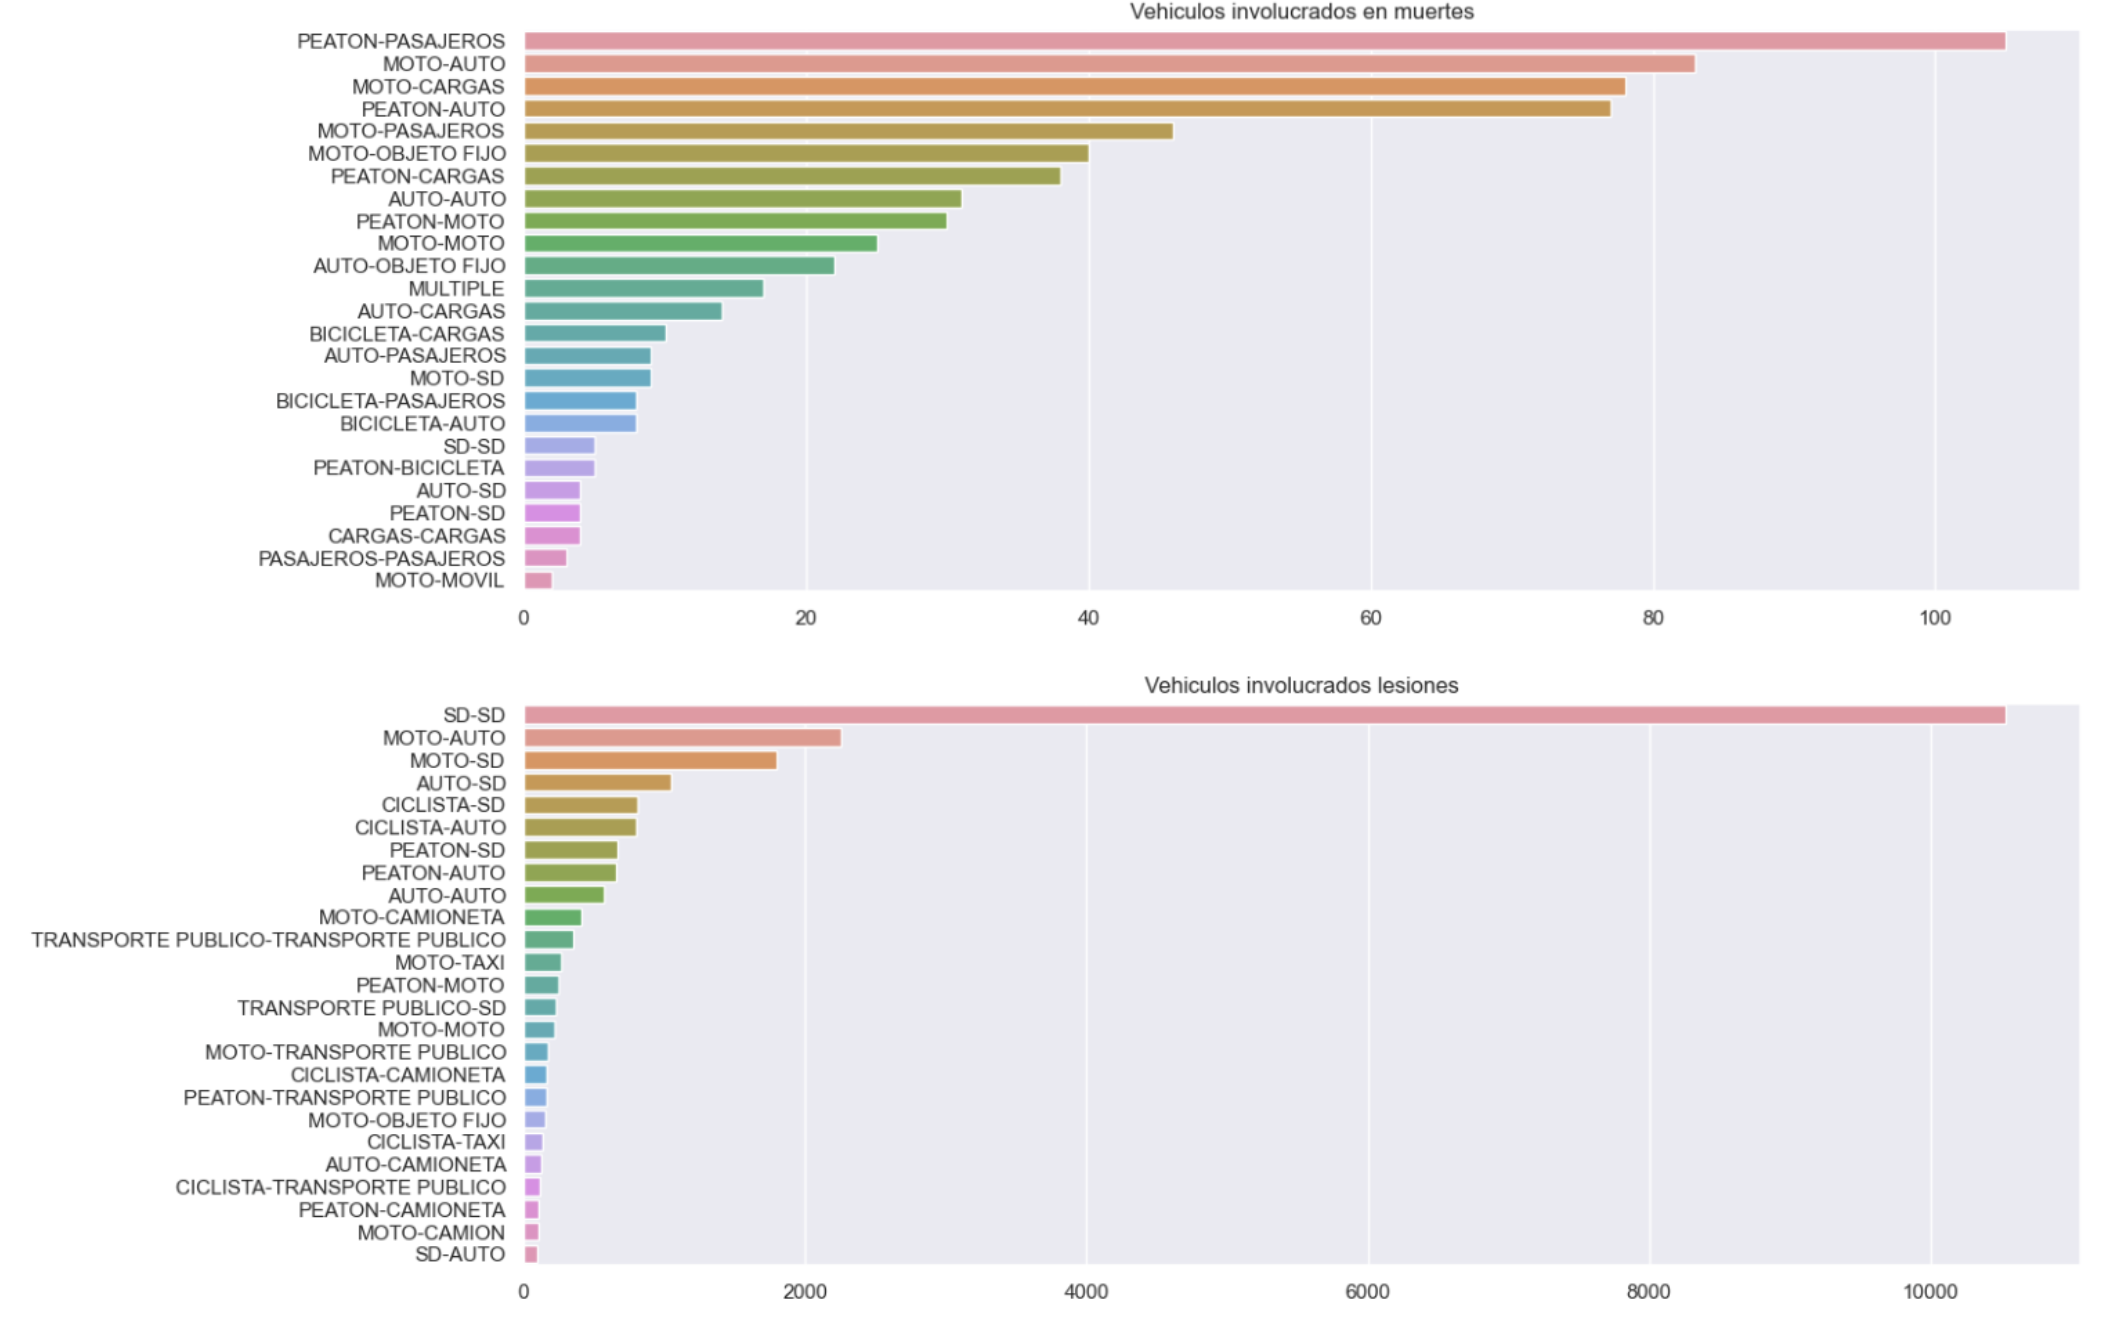 Vehiculos involucrados en muertes
PEATON-PASAJEROS
MOTO-AUTO
MOTO-CARGAS
PEATON-AUTO
MOTO-PASAJEROS
MOTO-OBJETO FIJO
PEATON-CARGAS
AUTO-AUTO
PEATON-MOTO
MOTO-MOTO
AUTO-OBJETO FIJO
MULTIPLE
AUTO-CARGAS
BICICLETA-CARGAS
AUTO-PASAJEROS
MOTO-SD
BICICLETA-PASAJEROS
BICICLETA-AUTO
SD-SD
PEATON-BICICLETA
AUTO-SD
PEATON-SD
CARGAS-CARGAS
PASAJEROS-PASAJEROS
MOTO-MOVIL
0 20 40 60 80 100
Vehiculos involucrados lesiones
SD-SD
MOTO-AUTO
MOTO-SD
AUTO-SD
CICLISTA-SD
CICLISTA-AUTO
PEATON-SD
PEATON-AUTO
AUTO-AUTO
MOTO-CAMIONETA
TRANSPORTE PUBLICO-TRANSPORTE PUBLICO
MOTO-TAXI
PEATON-MOTO
TRANSPORTE PUBLICO-SD
MOTO-MOTO
MOTO-TRANSPORTE PUBLICO
CICLISTA-CAMIONETA
PEATON-TRANSPORTE PUBLICO
MOTO-OBJETO FIJO
CICLISTA-TAXI
AUTO-CAMIONETA
CICLISTA-TRANSPORTE PUBLICO
PEATON-CAMIONETA
MOTO-CAMION
SD-AUTO
0 2000 4000 6000 8000 10000